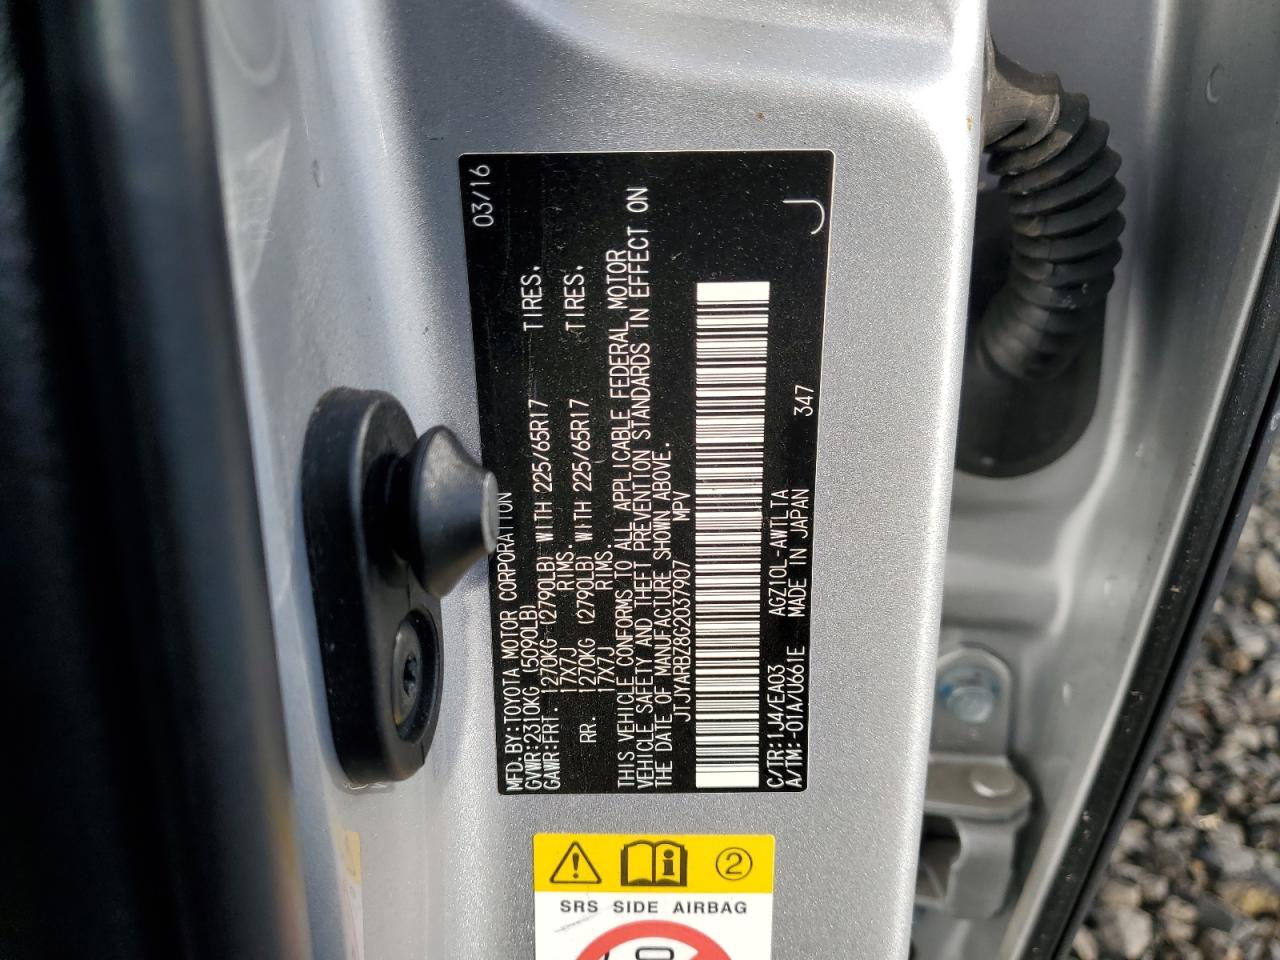 MFD. BY: TOYOTA MOTOR CORPORATION 03/16
GVWR: 2310KG (5090LB)
GAWR: FRT. 1270KG (2790LB) WITH 225/65R17 TIRES.
17X7J RIMS.
RR. 1270KG (2790LB) WITH 225/65R17 TIRES.
17X7J RIMS.
THIS VEHICLE CONFORMS TO ALL APPLICABLE FEDERAL MOTOR
VEHICLE SAFETY AND THEFT PREVENTION STANDARDS IN EFFECT ON
THE DATE OF MANUFACTURE SHOWN ABOVE.
JTJYARBZ8G2037907 MPV
C/TR: 1J4/EA03 AGZ10L-AWTLTA 347
A/TM: -01A/U661E MADE IN JAPAN J
2
SRS SIDE AIRBAG